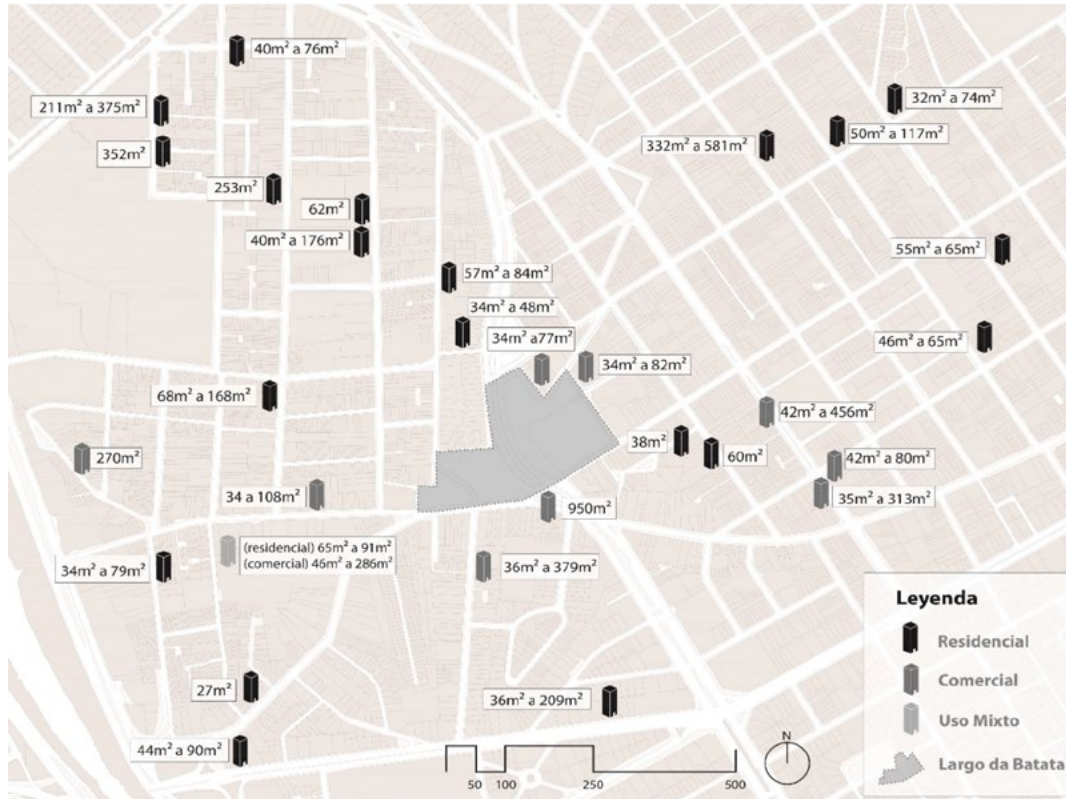 40m² a 76m²
211m² a 375m²
32m² a 74m²
50m² a 117m²
332m² a 581m²
352m²
253m²
62m²
40m² a 176m²
55m² a 65m²
57m² a 84m²
34m² a 48m²
34m² a77m²
46m² a 65m²
34m² a 82m²
68m² a 168m²
42m² a 456m²
38m²
60m²
270m²
42m² a 80m²
34 a 108m²
35m² a 313m²
950m²
(residencial) 65m² a 91m²
(comercial) 46m² a 286m²
34m² a 79m²
36m² a 379m²
27m²
36m² a 209m²
44m² a 90m²
Leyenda
Residencial
Comercial
Uso Mixto
Largo da Batata
N
50 100 250 500